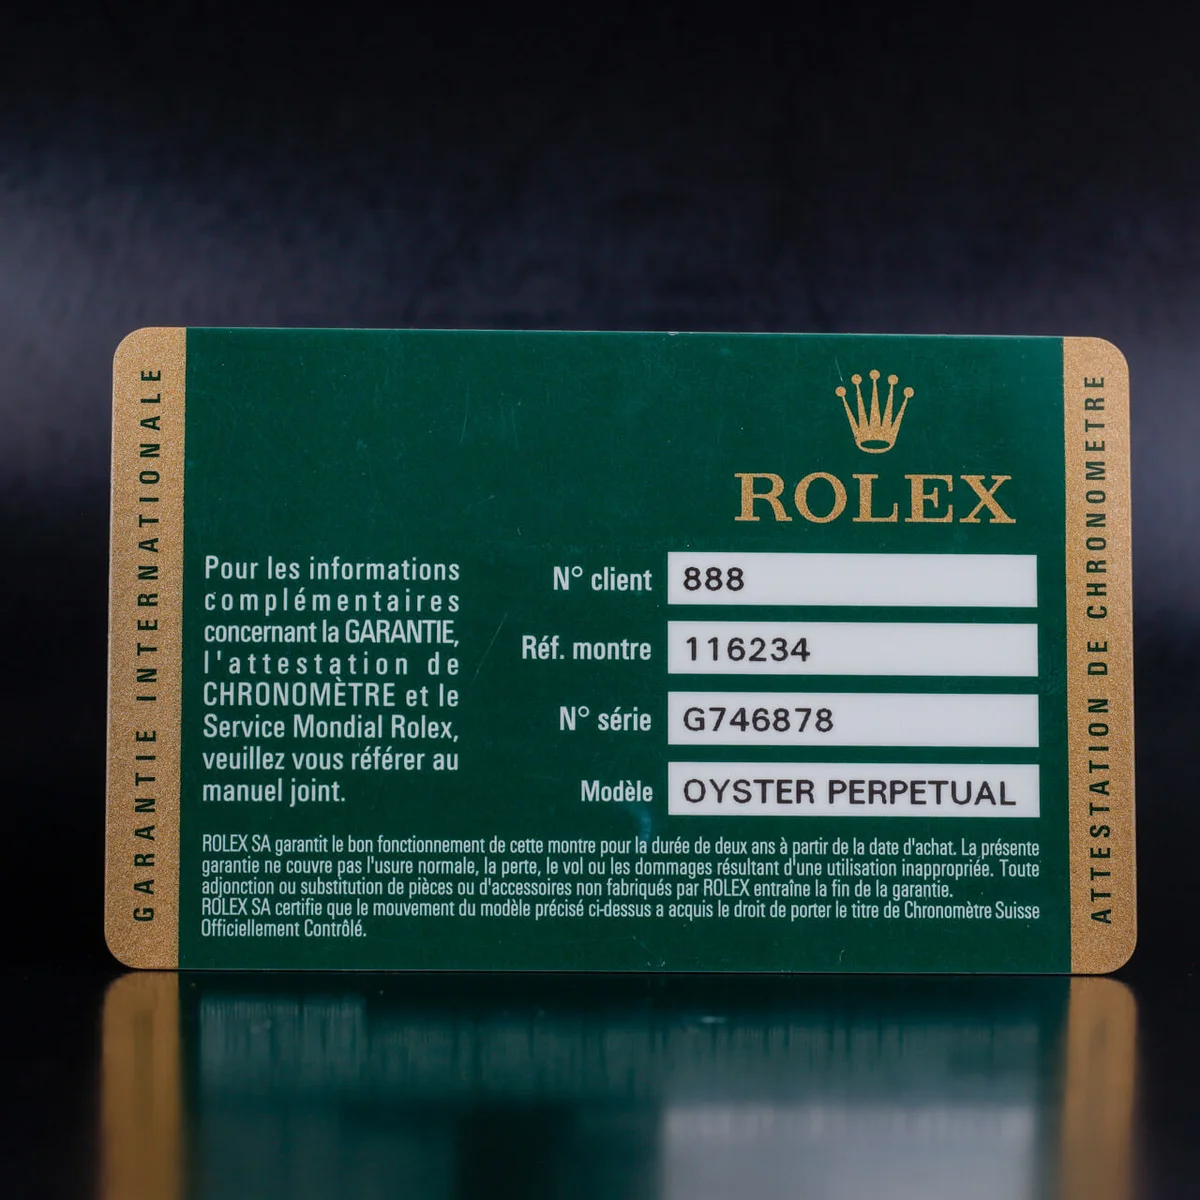 GARANTIE INTERNATIONALE
ROLEX
Pour les informations
complémentaires
concernant la GARANTIE,
l'attestation de
CHRONOMÈTRE et le
Service Mondial Rolex,
veuillez vous référer au
manuel joint.
N° client 888
Réf. montre 116234
N° série G746878
Modèle OYSTER PERPETUAL
ROLEX SA garantit le bon fonctionnement de cette montre pour la durée de deux ans à partir de la date d'achat. La présente
garantie ne couvre pas l'usure normale, la perte, le vol ou les dommages résultant d'une utilisation inappropriée. Toute
adjonction ou substitution de pièces ou d'accessoires non fabriqués par ROLEX entraîne la fin de la garantie.
ROLEX SA certifie que le mouvement du modèle précisé ci-dessus a acquis le droit de porter le titre de Chronomètre Suisse
Officiellement Contrôlé.
ATTESTATION DE CHRONOMETRE